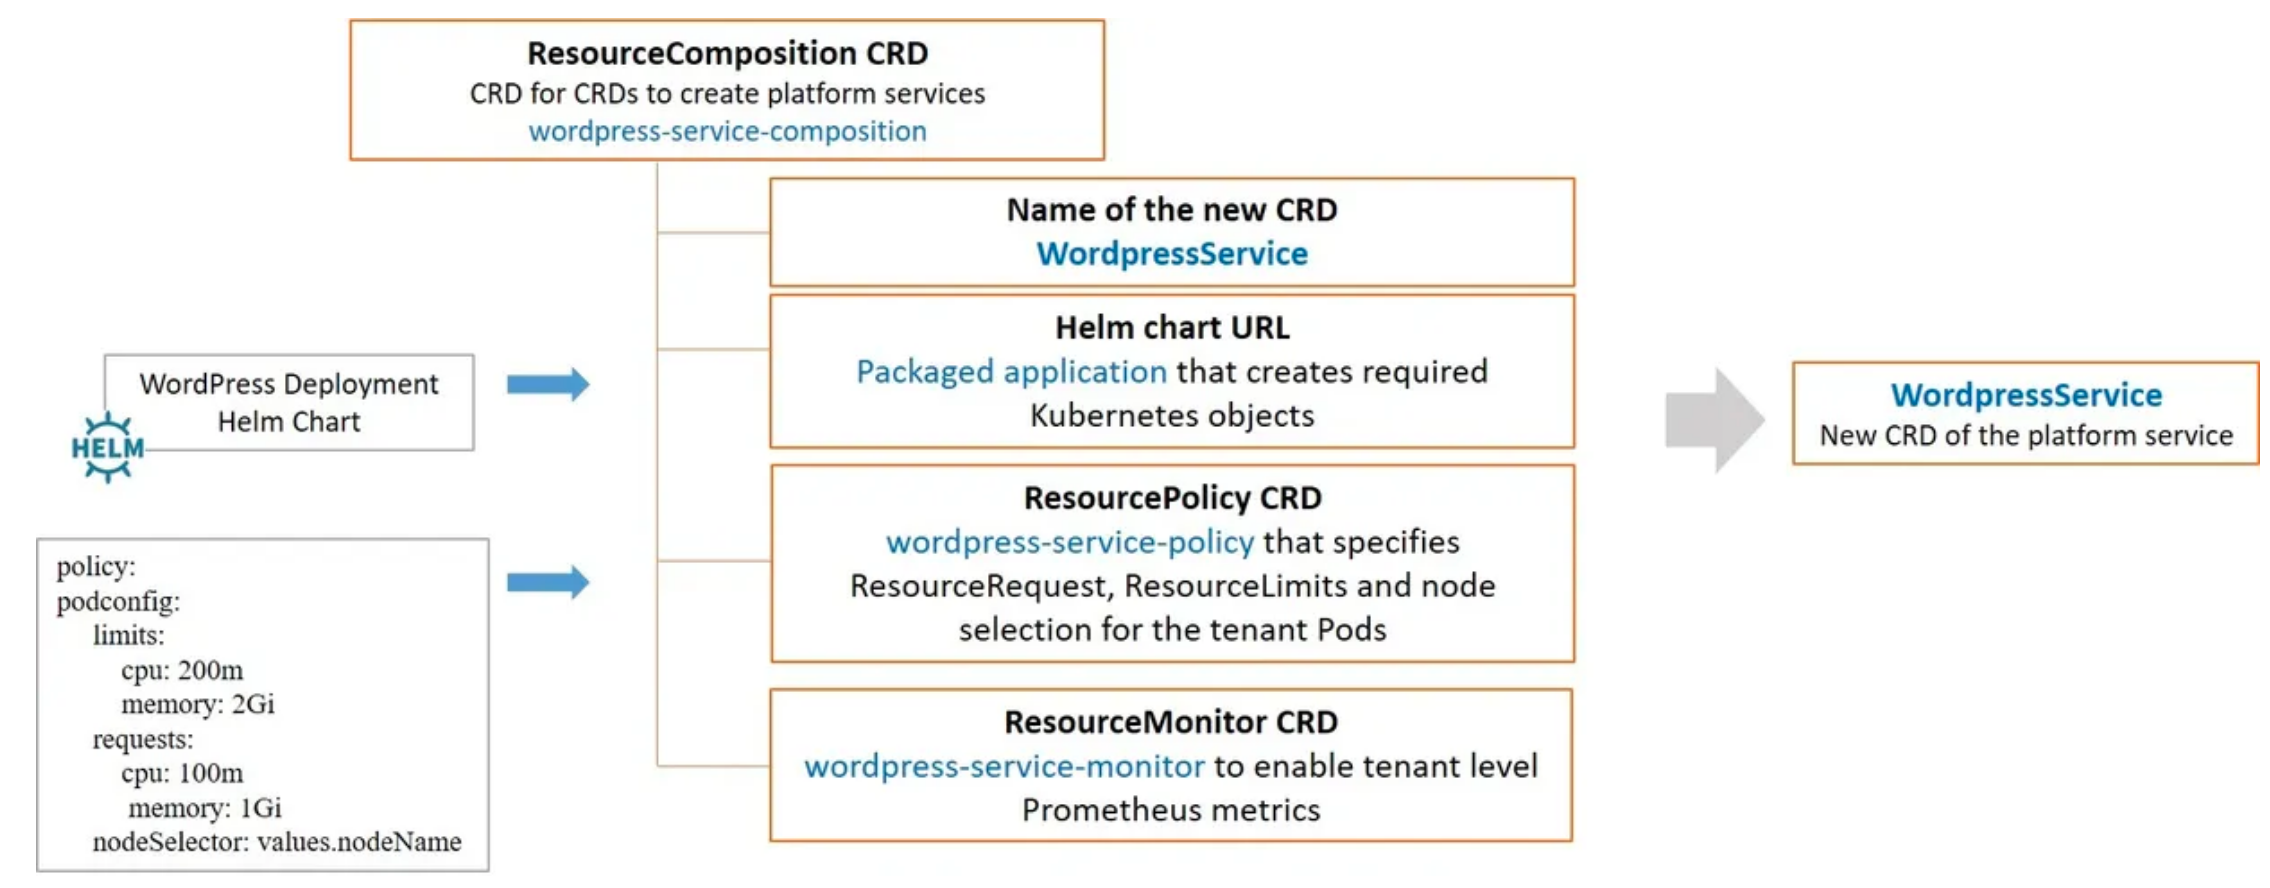 ResourceComposition CRD
CRD for CRDs to create platform services
wordpress-service-composition
Name of the new CRD
WordpressService
Helm chart URL
Packaged application that creates required
Kubernetes objects
WordPress Deployment
Helm Chart
HELM
WordpressService
New CRD of the platform service
ResourcePolicy CRD
wordpress-service-policy that specifies
ResourceRequest, ResourceLimits and node
selection for the tenant Pods
policy:
podconfig:
limits:
cpu: 200m
memory: 2Gi
requests:
cpu: 100m
memory: 1Gi
nodeSelector: values.nodeName
ResourceMonitor CRD
wordpress-service-monitor to enable tenant level
Prometheus metrics